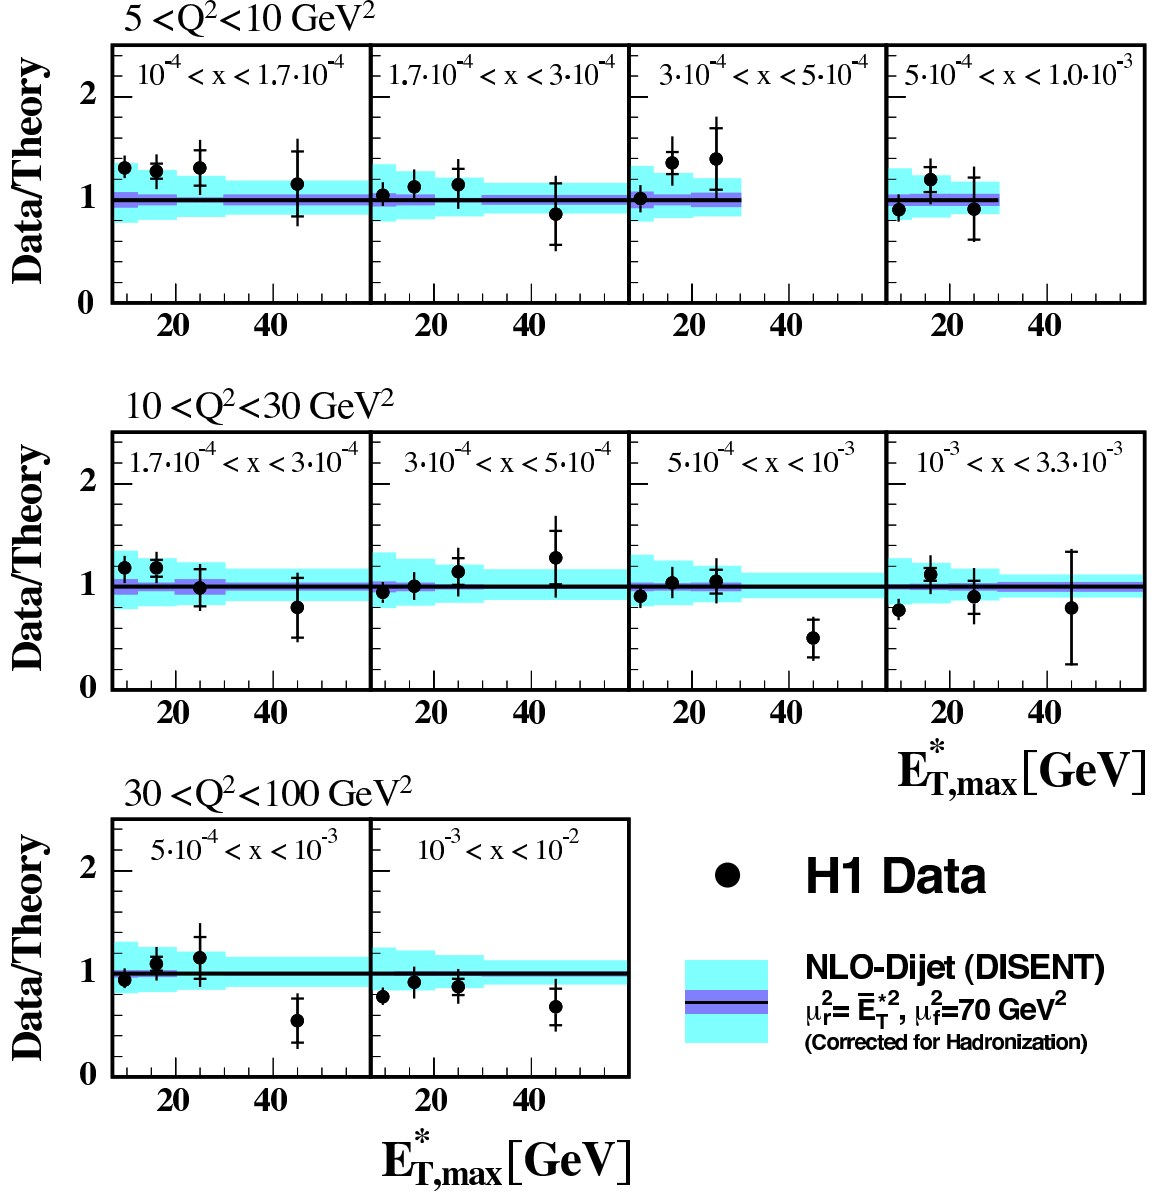 5 <Q²<10 GeV²
Data/Theory
10⁻⁴ < x < 1.7·10⁻⁴
1.7·10⁻⁴ < x < 3·10⁻⁴
3·10⁻⁴ < x < 5·10⁻⁴
5·10⁻⁴ < x < 1.0·10⁻³
2
1
0
20 40 20 40 20 40 20 40
10 <Q²<30 GeV²
Data/Theory
1.7·10⁻⁴ < x < 3·10⁻⁴
3·10⁻⁴ < x < 5·10⁻⁴
5·10⁻⁴ < x < 10⁻³
10⁻³ < x < 3.3·10⁻³
2
1
0
20 40 20 40 20 40 20 40
E*T,max [GeV]
30 <Q²<100 GeV²
Data/Theory
5·10⁻⁴ < x < 10⁻³
10⁻³ < x < 10⁻²
2
1
0
20 40 20 40
E*T,max [GeV]
H1 Data
NLO-Dijet (DISENT)
μr²= E̅T*², μf²=70 GeV²
(Corrected for Hadronization)